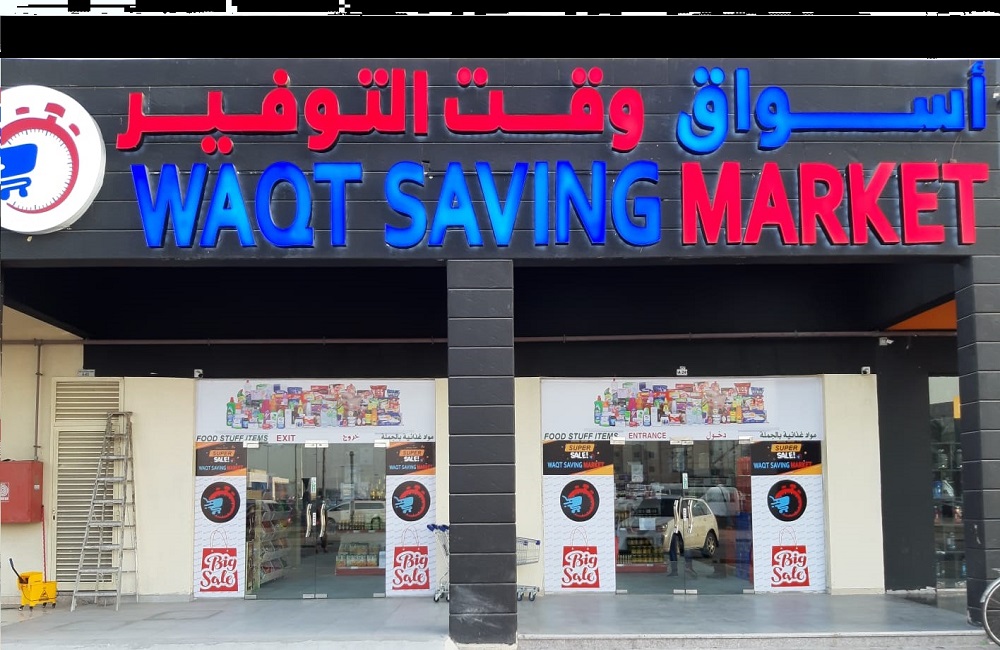 أسواق وقت التوفير
WAQT SAVING MARKET
FOOD STUFF ITEMS EXIT خروج مواد غذائية بالجملة
FOOD STUFF ITEMS ENTRANCE دخول مواد غذائية بالجملة
SUPER
SALE!
WAQT SAVING MARKET
SUPER
SALE!
WAQT SAVING MARKET
SUPER
SALE!
WAQT SAVING MARKET
SUPER
SALE!
WAQT SAVING MARKET
Big
Sale
Big
Sale
Big
Sale
Big
Sale